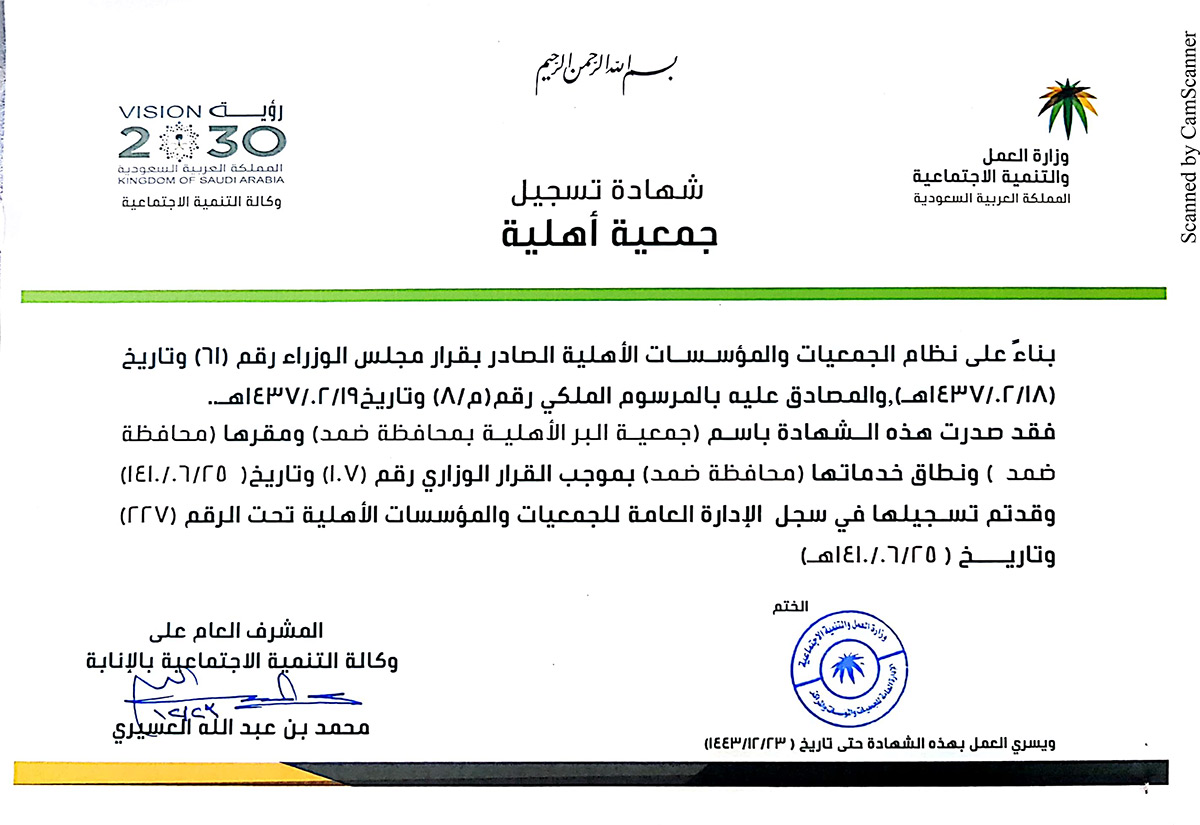 بسم الله الرحمن الرحيم
VISION رؤيــة
2030
المملكة العربية السعودية
KINGDOM OF SAUDI ARABIA
وكالة التنمية الاجتماعية
وزارة العمل
والتنمية الاجتماعية
المملكة العربية السعودية
شهادة تسجيل
جمعية أهلية
بناءً على نظام الجمعيات والمؤسسات الأهلية الصادر بقرار مجلس الوزراء رقم (٦١) وتاريخ
(١٤٣٧/٠٢/١٨هـ),والمصادق عليه بالمرسوم الملكي رقم(م/٨) وتاريخ١٤٣٧/٠٢/١٩هـ..
فقد صدرت هذه الشهادة باسم (جمعية البر الأهلية بمحافظة ضمد) ومقرها (محافظة
ضمد ) ونطاق خدماتها (محافظة ضمد) بموجب القرار الوزاري رقم (١٠٧) وتاريخ( ١٤١٠/٠٦/٢٥)
وقدتم تسجيلها في سجل الإدارة العامة للجمعيات والمؤسسات الأهلية تحت الرقم (٢٢٧)
وتاريخ ( ١٤١٠/٠٦/٢٥هـ)
الختم
وزارة العمل والتنمية الاجتماعية
المشرف العام على
وكالة التنمية الاجتماعية بالإنابة
محمد بن عبد الله العسيري
ويسري العمل بهذه الشهادة حتى تاريخ ( ١٤٤٣/١٢/٢٣)
Scanned by CamScanner